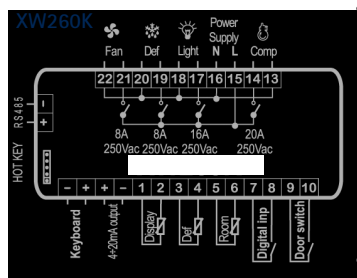 XW260K
Fan
Def
Light
Power
Supply
N L
Comp
22 21 20 19 18 17 16 15 14 13
RS485
- +
HOT KEY
8A
250Vac
8A
250Vac
16A
250Vac
20A
250Vac
- + + - 1 2 3 4 5 6 7 8 9 10
Keyboard
4÷20mA output
Display
Def
Room
Digital inp
Door switch